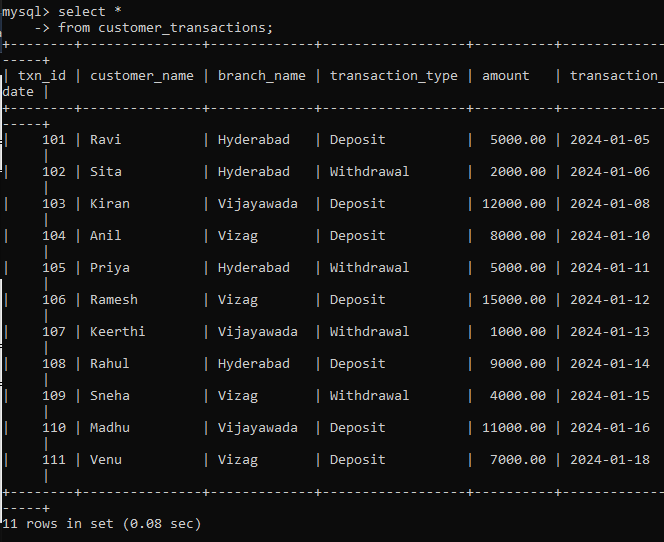 mysql> select *
    -> from customer_transactions;
+--------+---------------+-------------+------------------+----------+-------------
-----+
| txn_id | customer_name | branch_name | transaction_type | amount   | transaction_
date |
+--------+---------------+-------------+------------------+----------+-------------
-----+
|    101 | Ravi          | Hyderabad   | Deposit          |  5000.00 | 2024-01-05
     |
|    102 | Sita          | Hyderabad   | Withdrawal       |  2000.00 | 2024-01-06
     |
|    103 | Kiran         | Vijayawada  | Deposit          | 12000.00 | 2024-01-08
     |
|    104 | Anil          | Vizag       | Deposit          |  8000.00 | 2024-01-10
     |
|    105 | Priya         | Hyderabad   | Withdrawal       |  5000.00 | 2024-01-11
     |
|    106 | Ramesh        | Vizag       | Deposit          | 15000.00 | 2024-01-12
     |
|    107 | Keerthi       | Vijayawada  | Withdrawal       |  1000.00 | 2024-01-13
     |
|    108 | Rahul         | Hyderabad   | Deposit          |  9000.00 | 2024-01-14
     |
|    109 | Sneha         | Vizag       | Withdrawal       |  4000.00 | 2024-01-15
     |
|    110 | Madhu         | Vijayawada  | Deposit          | 11000.00 | 2024-01-16
     |
|    111 | Venu          | Vizag       | Deposit          |  7000.00 | 2024-01-18
     |
+--------+---------------+-------------+------------------+----------+-------------
-----+
11 rows in set (0.08 sec)